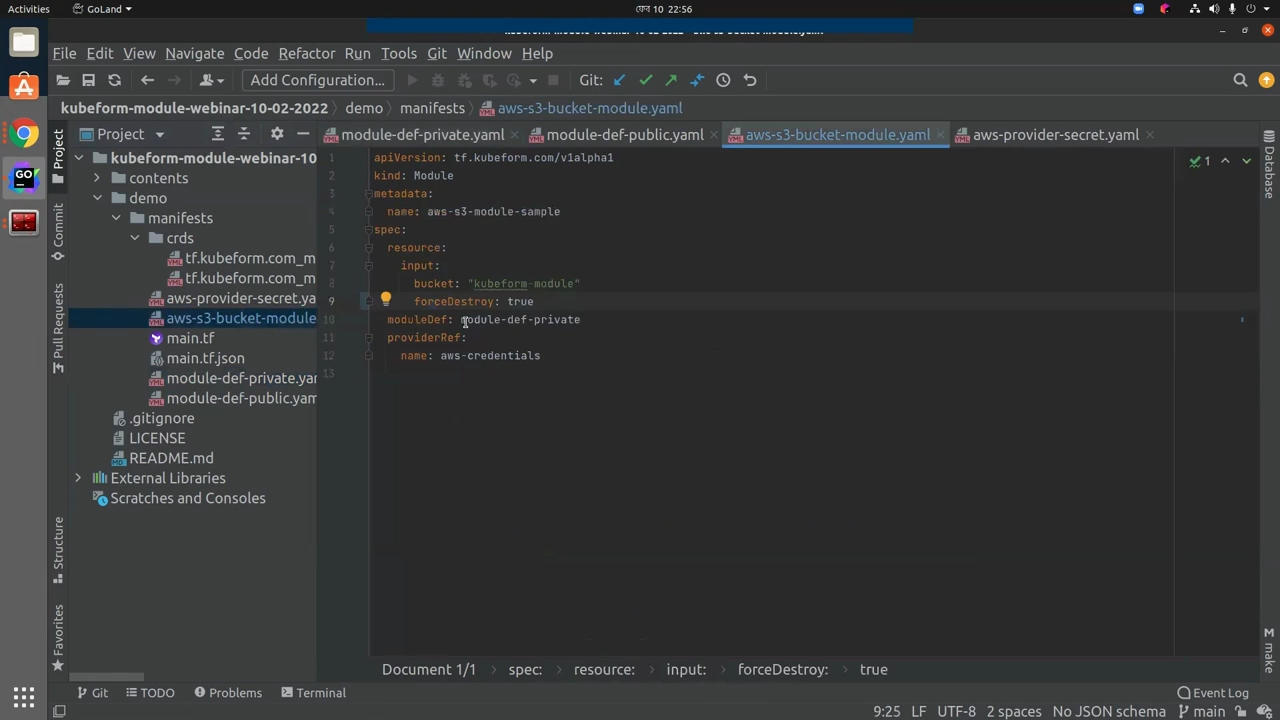 Activities
GoLand
ফেব 10 22:56
File Edit View Navigate Code Refactor Run Tools Git Window Help
Add Configuration...
Git:
kubeform-module-webinar-10-02-2022 demo manifests aws-s3-bucket-module.yaml
Project
module-def-private.yaml
module-def-public.yaml
aws-s3-bucket-module.yaml
aws-provider-secret.yaml
Project
Commit
Pull Requests
Structure
Favorites
kubeform-module-webinar-10
contents
demo
manifests
crds
tf.kubeform.com_m
tf.kubeform.com_m
aws-provider-secret.ya
aws-s3-bucket-module
main.tf
main.tf.json
module-def-private.yar
module-def-public.yam
.gitignore
LICENSE
README.md
External Libraries
Scratches and Consoles
1 apiVersion: tf.kubeform.com/v1alpha1
2 kind: Module
3 metadata:
4 name: aws-s3-module-sample
5 spec:
6 resource:
7 input:
8 bucket: "kubeform-module"
9 forceDestroy: true
10 moduleDef: module-def-private
11 providerRef:
12 name: aws-credentials
13
1
Database
M make
Document 1/1 spec: resource: input: forceDestroy: true
Git TODO Problems Terminal
Event Log
9:25 LF UTF-8 2 spaces No JSON schema main